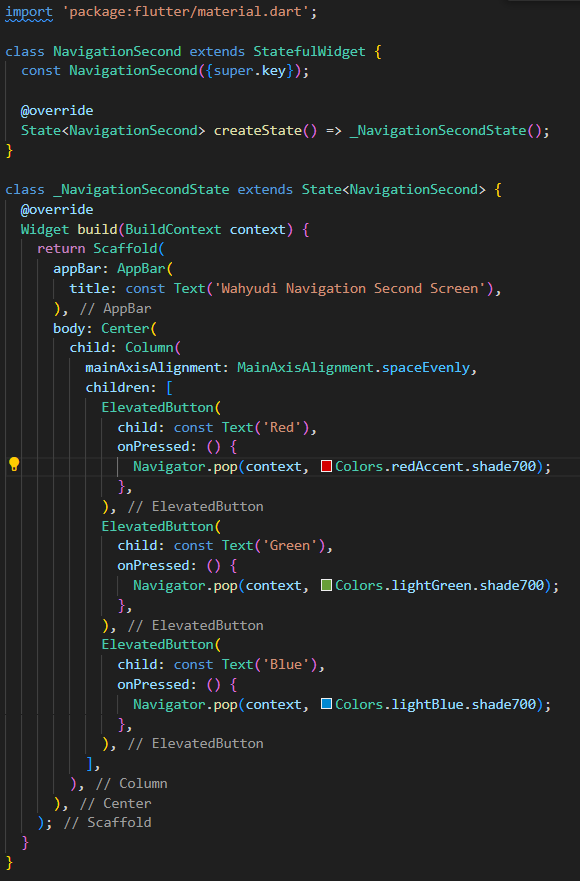 import 'package:flutter/material.dart';
class NavigationSecond extends StatefulWidget {
  const NavigationSecond({super.key});
  @override
  State<NavigationSecond> createState() => _NavigationSecondState();
}
class _NavigationSecondState extends State<NavigationSecond> {
  @override
  Widget build(BuildContext context) {
    return Scaffold(
      appBar: AppBar(
        title: const Text('Wahyudi Navigation Second Screen'),
      ), // AppBar
      body: Center(
        child: Column(
          mainAxisAlignment: MainAxisAlignment.spaceEvenly,
          children: [
            ElevatedButton(
              child: const Text('Red'),
              onPressed: () {
                Navigator.pop(context, Colors.redAccent.shade700);
              },
            ), // ElevatedButton
            ElevatedButton(
              child: const Text('Green'),
              onPressed: () {
                Navigator.pop(context, Colors.lightGreen.shade700);
              },
            ), // ElevatedButton
            ElevatedButton(
              child: const Text('Blue'),
              onPressed: () {
                Navigator.pop(context, Colors.lightBlue.shade700);
              },
            ), // ElevatedButton
          ],
        ), // Column
      ), // Center
    ); // Scaffold
  }
}